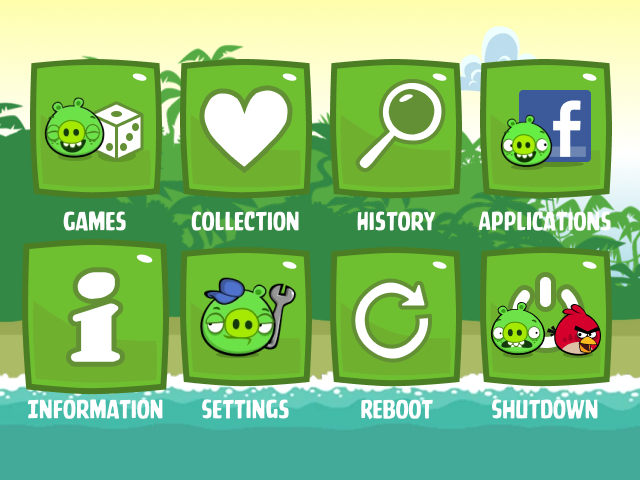 GAMES COLLECTION HISTORY APPLICATIONS
INFORMATION SETTINGS REBOOT SHUTDOWN